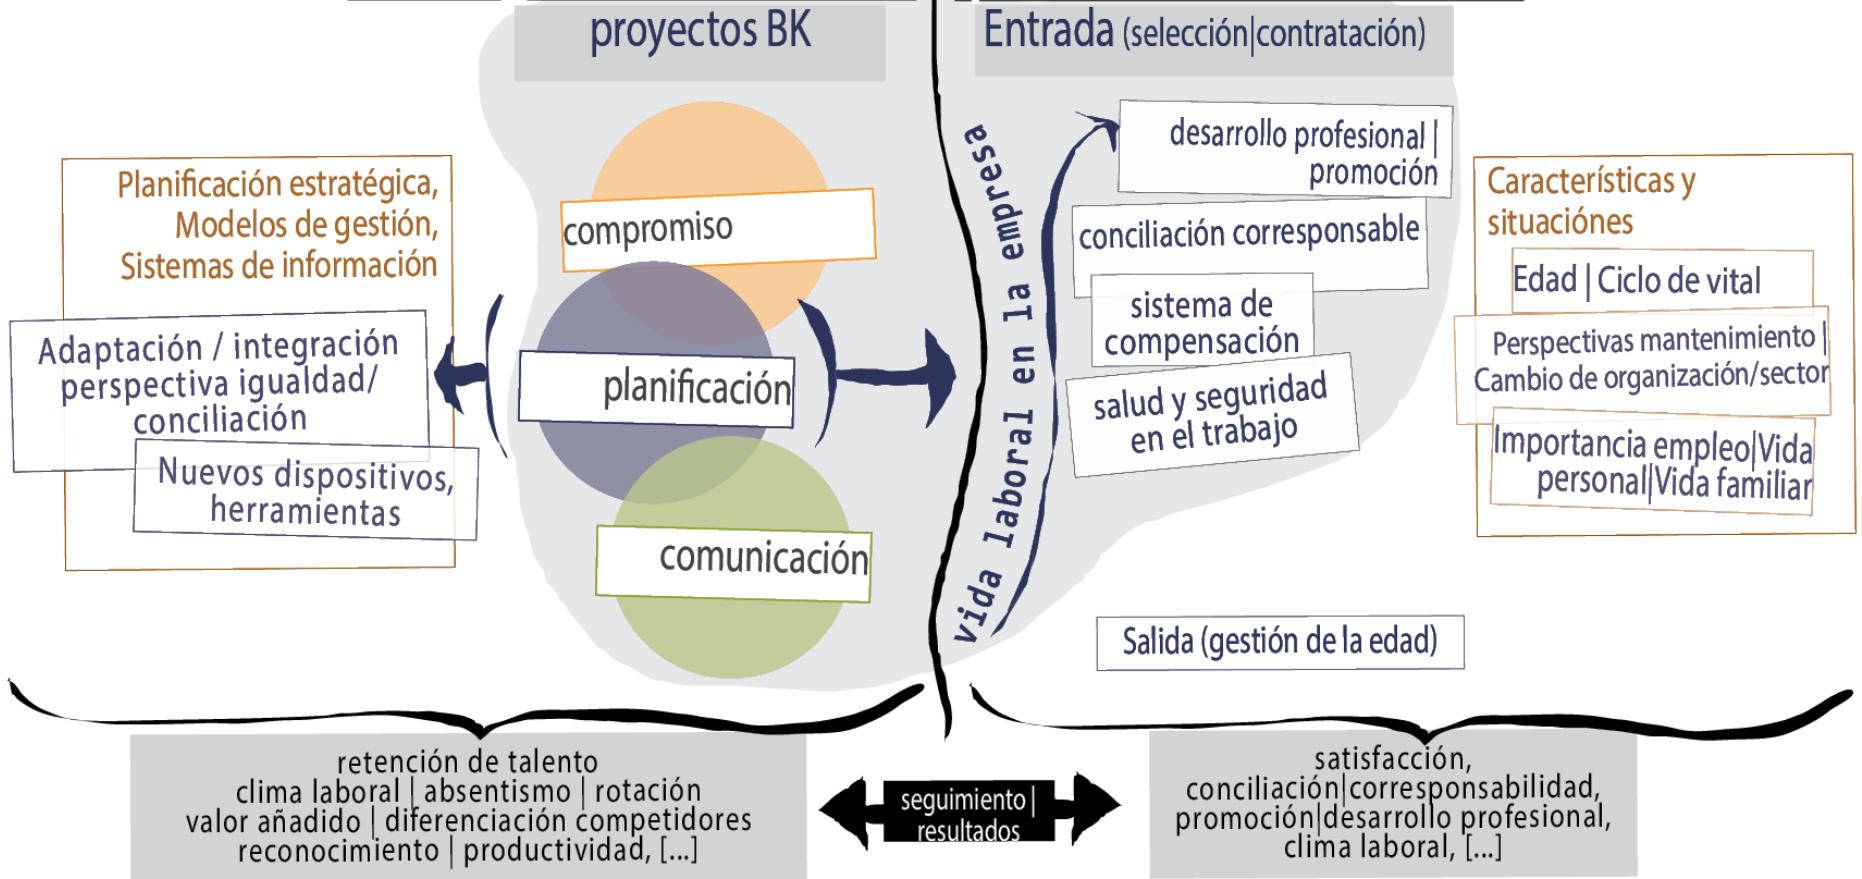 proyectos BK
Entrada (selección|contratación)
Planificación estratégica,
Modelos de gestión,
Sistemas de información
Adaptación / integración
perspectiva igualdad/
conciliación
Nuevos dispositivos,
herramientas
compromiso
planificación
comunicación
vida laboral en la empresa
desarrollo profesional |
promoción
conciliación corresponsable
sistema de
compensación
salud y seguridad
en el trabajo
Características y
situaciónes
Edad | Ciclo de vital
Perspectivas mantenimiento |
Cambio de organización/sector
Importancia empleo|Vida
personal|Vida familiar
Salida (gestión de la edad)
retención de talento
clima laboral | absentismo | rotación
valor añadido | diferenciación competidores
reconocimiento | productividad, [...]
seguimiento |
resultados
satisfacción,
conciliación|corresponsabilidad,
promoción|desarrollo profesional,
clima laboral, [...]